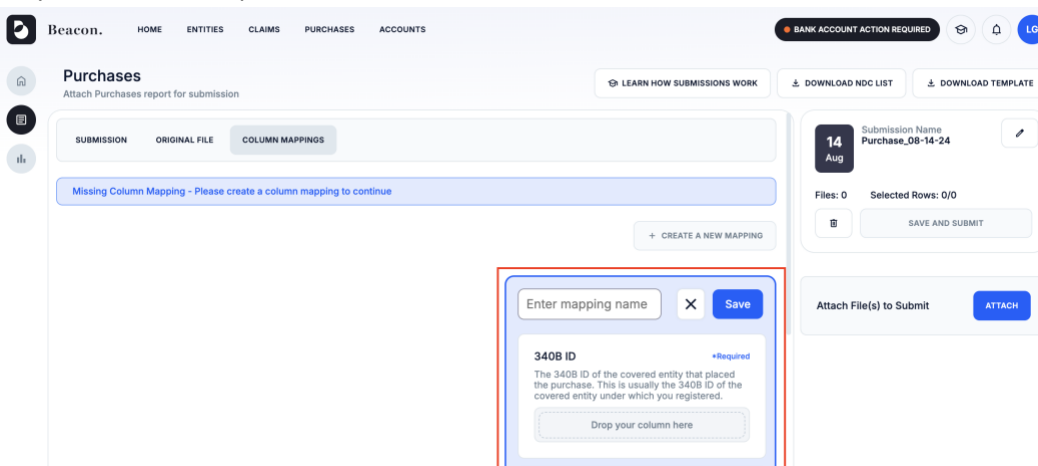 Beacon. HOME ENTITIES CLAIMS PURCHASES ACCOUNTS BANK ACCOUNT ACTION REQUIRED LG
Purchases
Attach Purchases report for submission
LEARN HOW SUBMISSIONS WORK DOWNLOAD NDC LIST DOWNLOAD TEMPLATE
SUBMISSION ORIGINAL FILE COLUMN MAPPINGS
Missing Column Mapping - Please create a column mapping to continue
+ CREATE A NEW MAPPING
Enter mapping name Save
340B ID •Required
The 340B ID of the covered entity that placed
the purchase. This is usually the 340B ID of the
covered entity under which you registered.
Drop your column here
14
Aug
Submission Name
Purchase_08-14-24
Files: 0 Selected Rows: 0/0
SAVE AND SUBMIT
Attach File(s) to Submit ATTACH